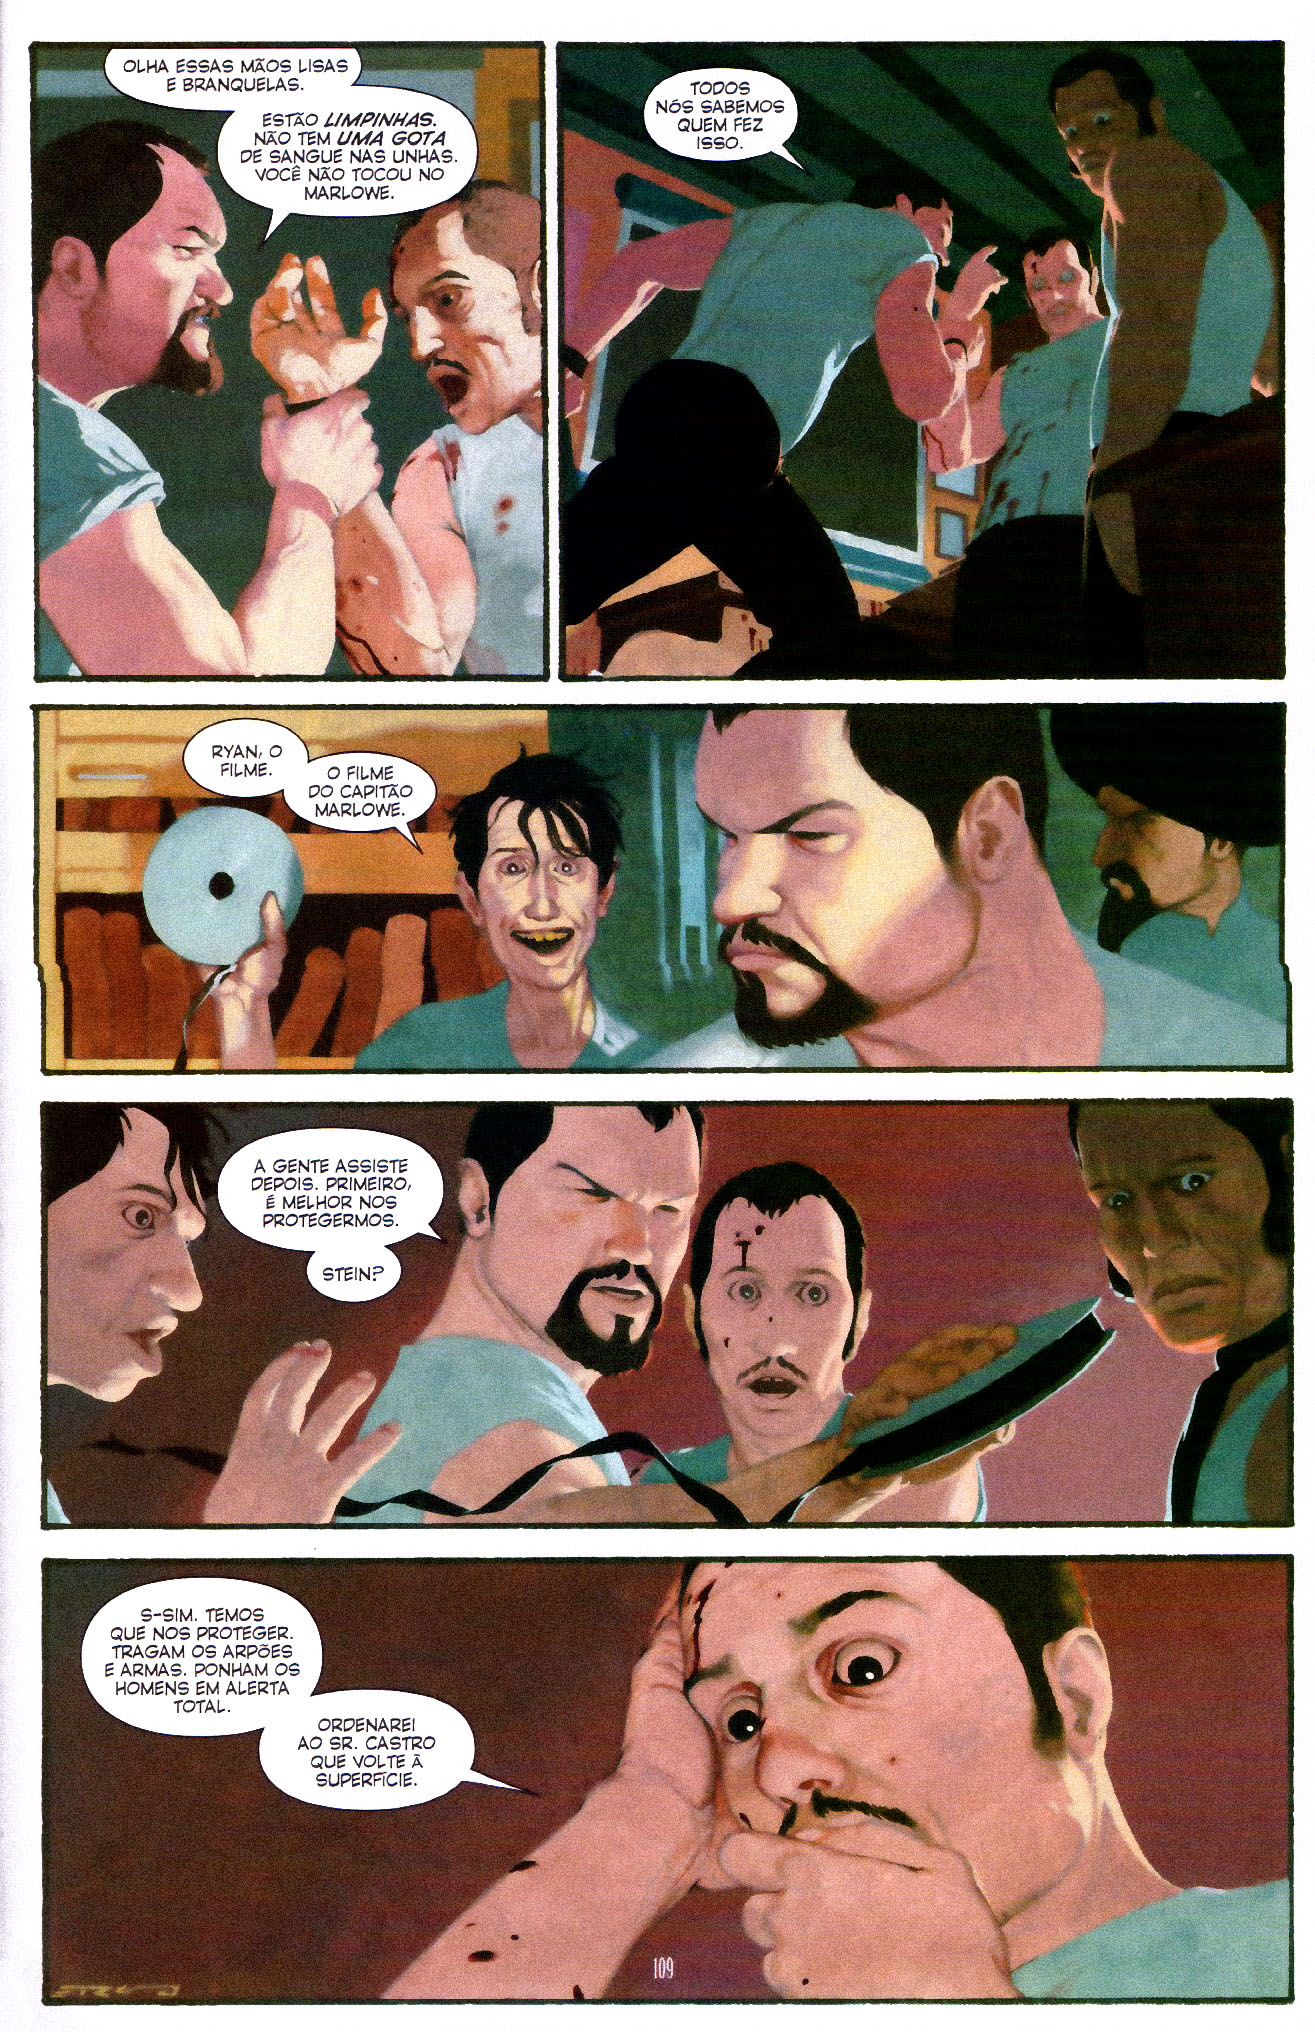 OLHA ESSAS MÃOS LISAS
E BRANQUELAS.
ESTÃO LIMPINHAS.
NÃO TEM UMA GOTA
DE SANGUE NAS UNHAS.
VOCÊ NÃO TOCOU NO
MARLOWE.
TODOS
NÓS SABEMOS
QUEM FEZ
ISSO.
RYAN, O
FILME.
O FILME
DO CAPITÃO
MARLOWE.
A GENTE ASSISTE
DEPOIS. PRIMEIRO,
É MELHOR NOS
PROTEGERMOS.
STEIN?
S-SIM. TEMOS
QUE NOS PROTEGER.
TRAGAM OS ARPÕES
E ARMAS. PONHAM OS
HOMENS EM ALERTA
TOTAL.
ORDENAREI
AO SR. CASTRO
QUE VOLTE À
SUPERFÍCIE.
109